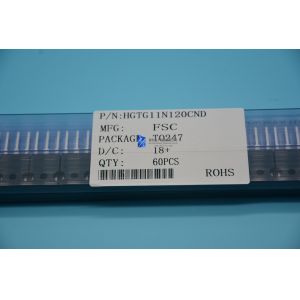 P/N:HGTG11N120CND
MFG: FSC
PACKAGE: TO247
D/C: 18+
QTY: 60PCS
ROHS